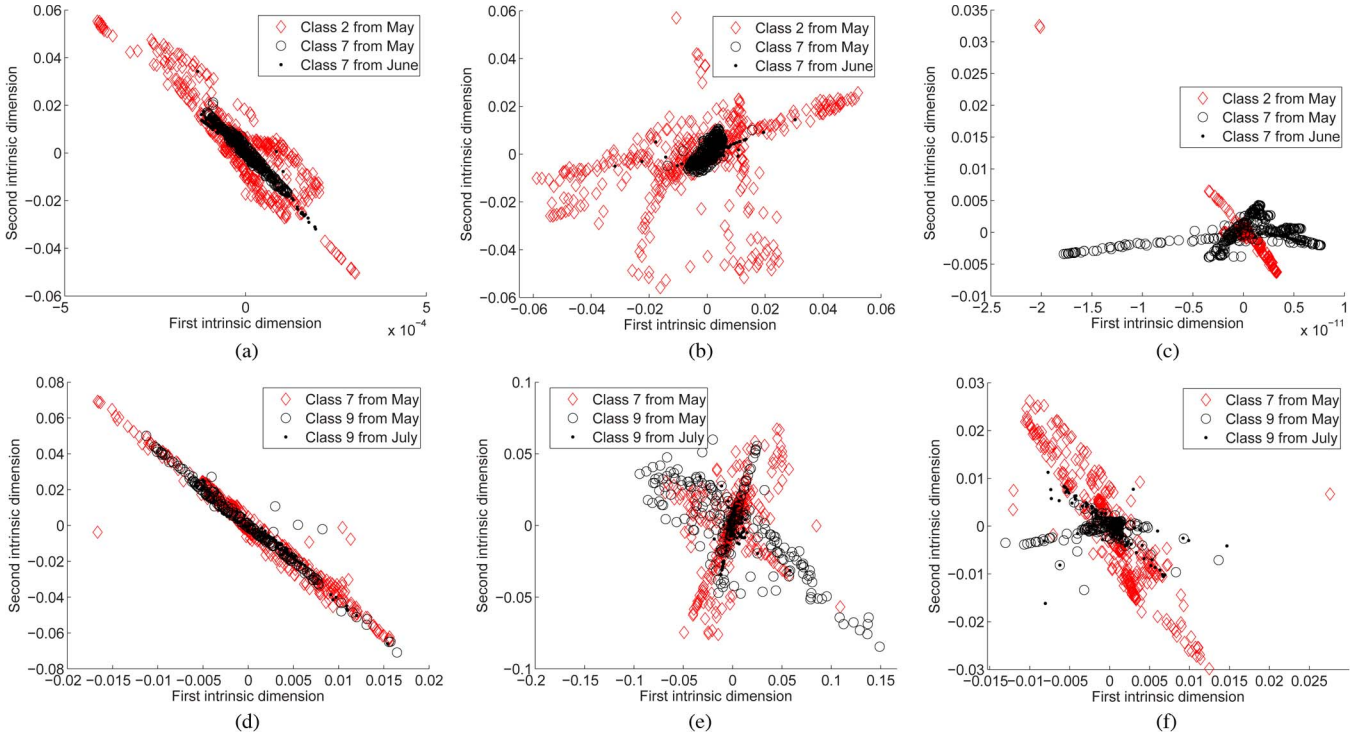 0.06
0.04
0.02
0
−0.02
−0.04
0.06
−5
0
5
x 10⁻⁴
Second intrinsic dimension
First intrinsic dimension
Class 2 from May
Class 7 from May
Class 7 from June
(a)
0.06
0.04
0.02
0
−0.02
−0.04
0.06
−0.06
−0.04
−0.02
0
0.02
0.04
0.06
Second intrinsic dimension
First intrinsic dimension
Class 2 from May
Class 7 from May
Class 7 from June
(b)
0.035
0.03
0.025
0.02
0.015
0.01
0.005
0
−0.005
−0.01
−2
−1
−0.5
0
0.5
1
x 10⁻¹¹
Second intrinsic dimension
First intrinsic dimension
Class 2 from May
Class 7 from May
Class 7 from June
(c)
0.08
0.06
0.04
0.02
0
−0.02
−0.04
−0.06
−0.08
−0.02
−0.015
−0.01
−0.005
0
0.005
0.01
0.015
0.02
Second intrinsic dimension
First intrinsic dimension
Class 7 from May
Class 9 from May
Class 9 from July
(d)
0.1
0.05
0
−0.05
−0.1
−0.2
−0.1
−0.05
0
0.05
0.1
0.15
Second intrinsic dimension
First intrinsic dimension
Class 7 from May
Class 9 from May
Class 9 from July
(e)
0.03
0.02
0.01
0
−0.01
−0.02
−0.03
−0.015
−0.01
−0.005
0
0.005
0.01
0.015
0.02
0.025
Second intrinsic dimension
First intrinsic dimension
Class 7 from May
Class 9 from May
Class 9 from July
(f)